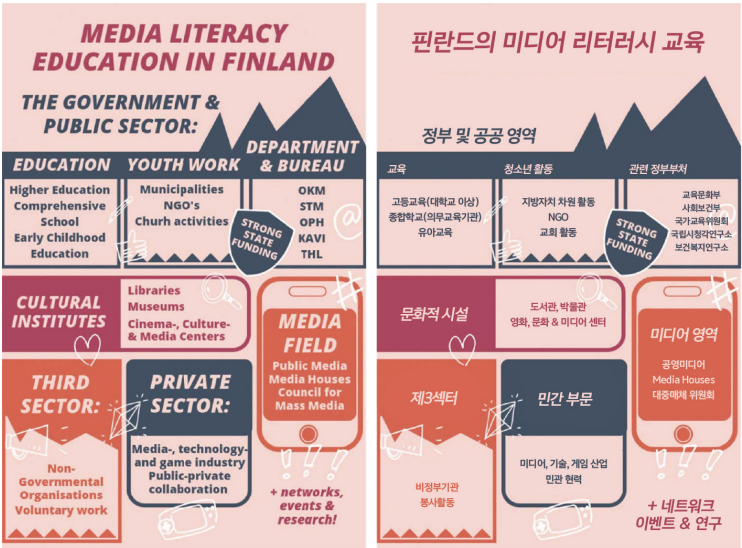 MEDIA LITERACY
EDUCATION IN FINLAND
THE GOVERNMENT &
PUBLIC SECTOR:
EDUCATION
Higher Education
Comprehensive
School
Early Childhood
Education
YOUTH WORK
Municipalities
NGO's
Churh activities
DEPARTMENT
& BUREAU
OKM
STM
OPH
KAVI
THL
STRONG
STATE
FUNDING
CULTURAL
INSTITUTES
Libraries
Museums
Cinema-, Culture-
& Media Centers
MEDIA
FIELD
Public Media
Media Houses
Council for
Mass Media
THIRD
SECTOR:
Non-
Governmental
Organisations
Voluntary work
PRIVATE
SECTOR:
Media-, technology-
and game industry
Public-private
collaboration
+ networks,
events &
research!
핀란드의 미디어 리터러시 교육
정부 및 공공 영역
교육
고등교육(대학교 이상)
종합학교(의무교육기관)
유아교육
청소년 활동
지방자치 차원 활동
NGO
교회 활동
관련 정부부처
교육문화부
사회보건부
국가교육위원회
국립시청각연구소
보건복지연구소
STRONG
STATE
FUNDING
문화적 시설
도서관, 박물관
영화, 문화 & 미디어 센터
미디어 영역
공영미디어
Media Houses
대중매체 위원회
제3섹터
비정부기관
봉사활동
민간 부문
미디어, 기술, 게임 산업
민관 협력
+ 네트워크
이벤트 & 연구